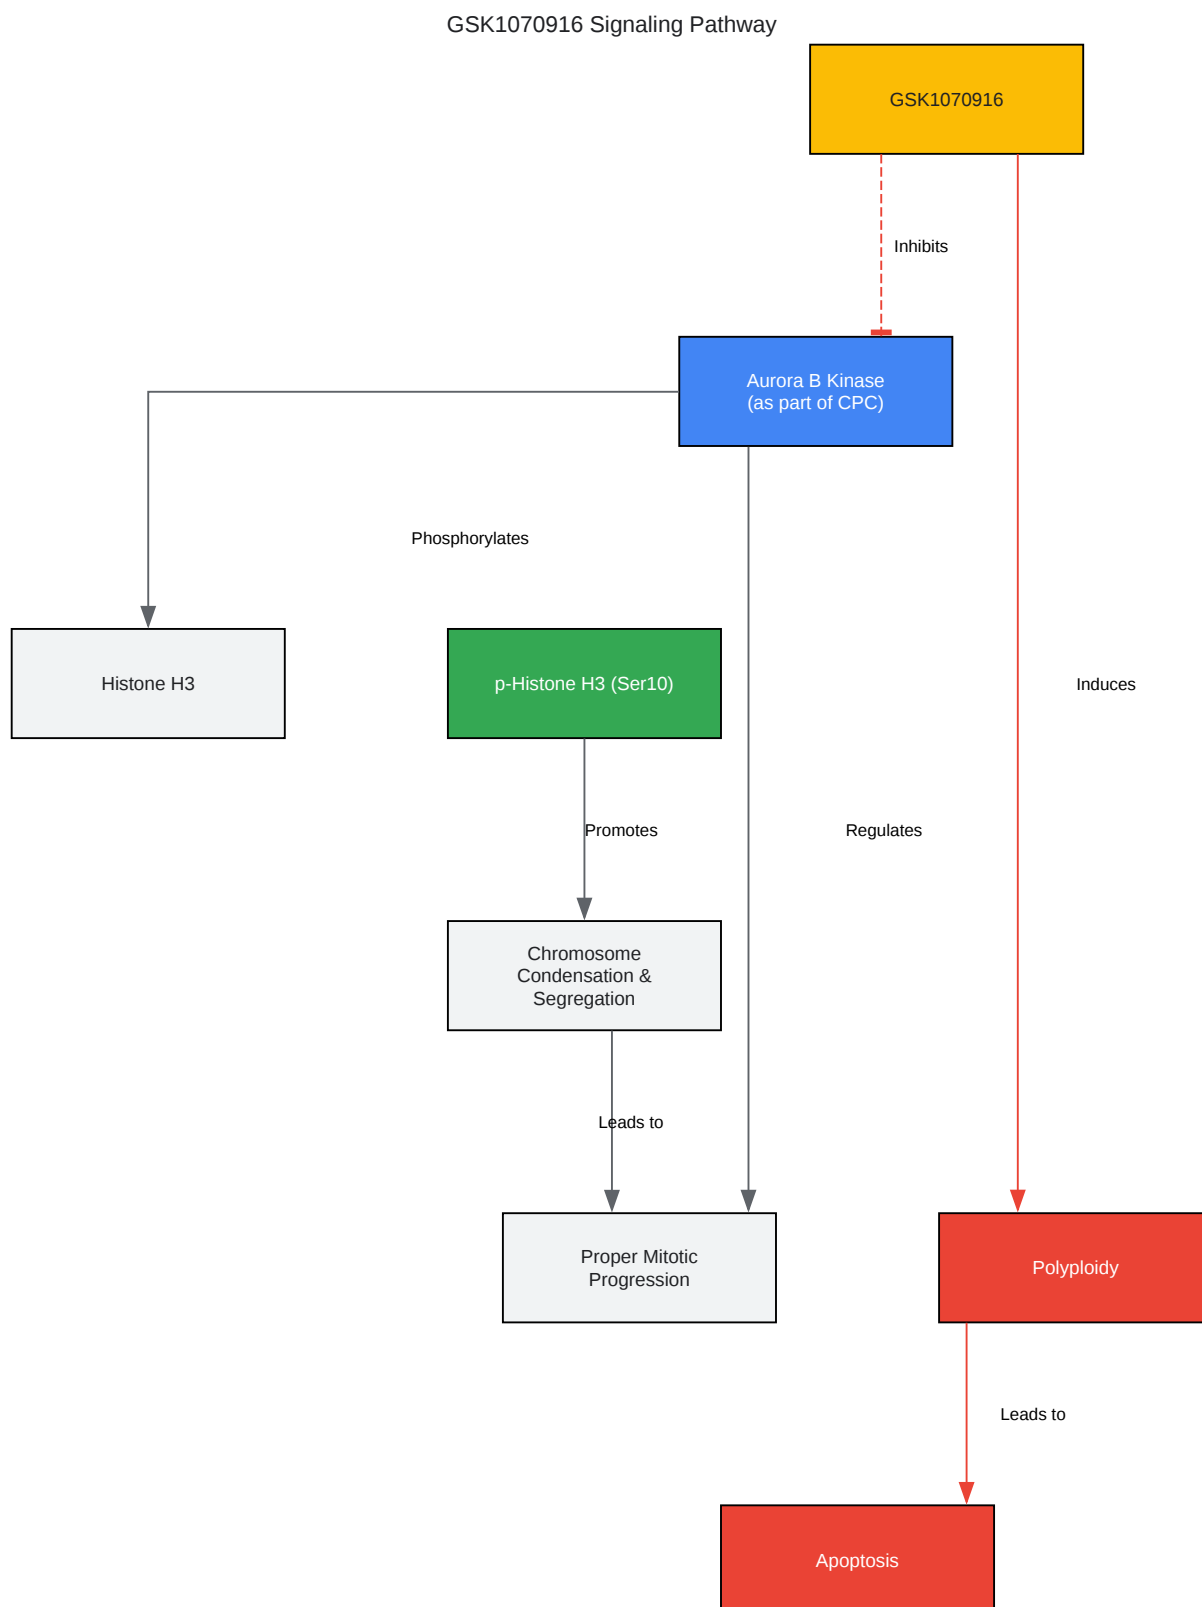 GSK1070916 Signaling Pathway
GSK1070916
Inhibits
Aurora B Kinase
(as part of CPC)
Phosphorylates
Histone H3
p-Histone H3 (Ser10)
Induces
Promotes
Regulates
Chromosome
Condensation &
Segregation
Leads to
Proper Mitotic
Progression
Polyploidy
Leads to
Apoptosis